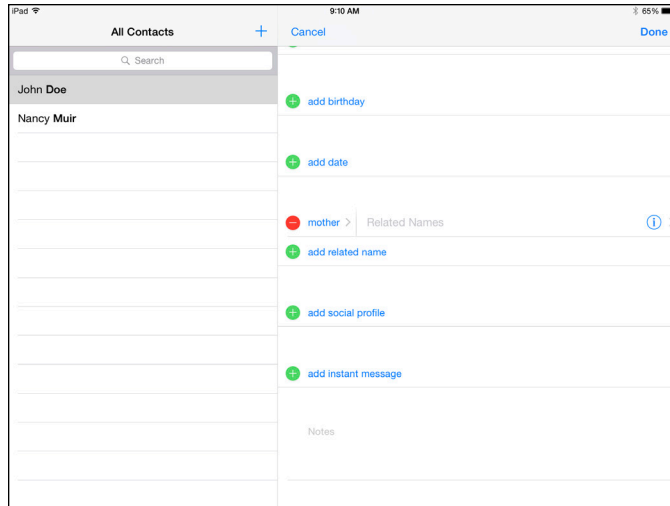 iPad 9:10 AM 65%
All Contacts +
Cancel Done
Search
John Doe
Nancy Muir
add birthday
add date
mother > Related Names
add related name
add social profile
add instant message
Notes